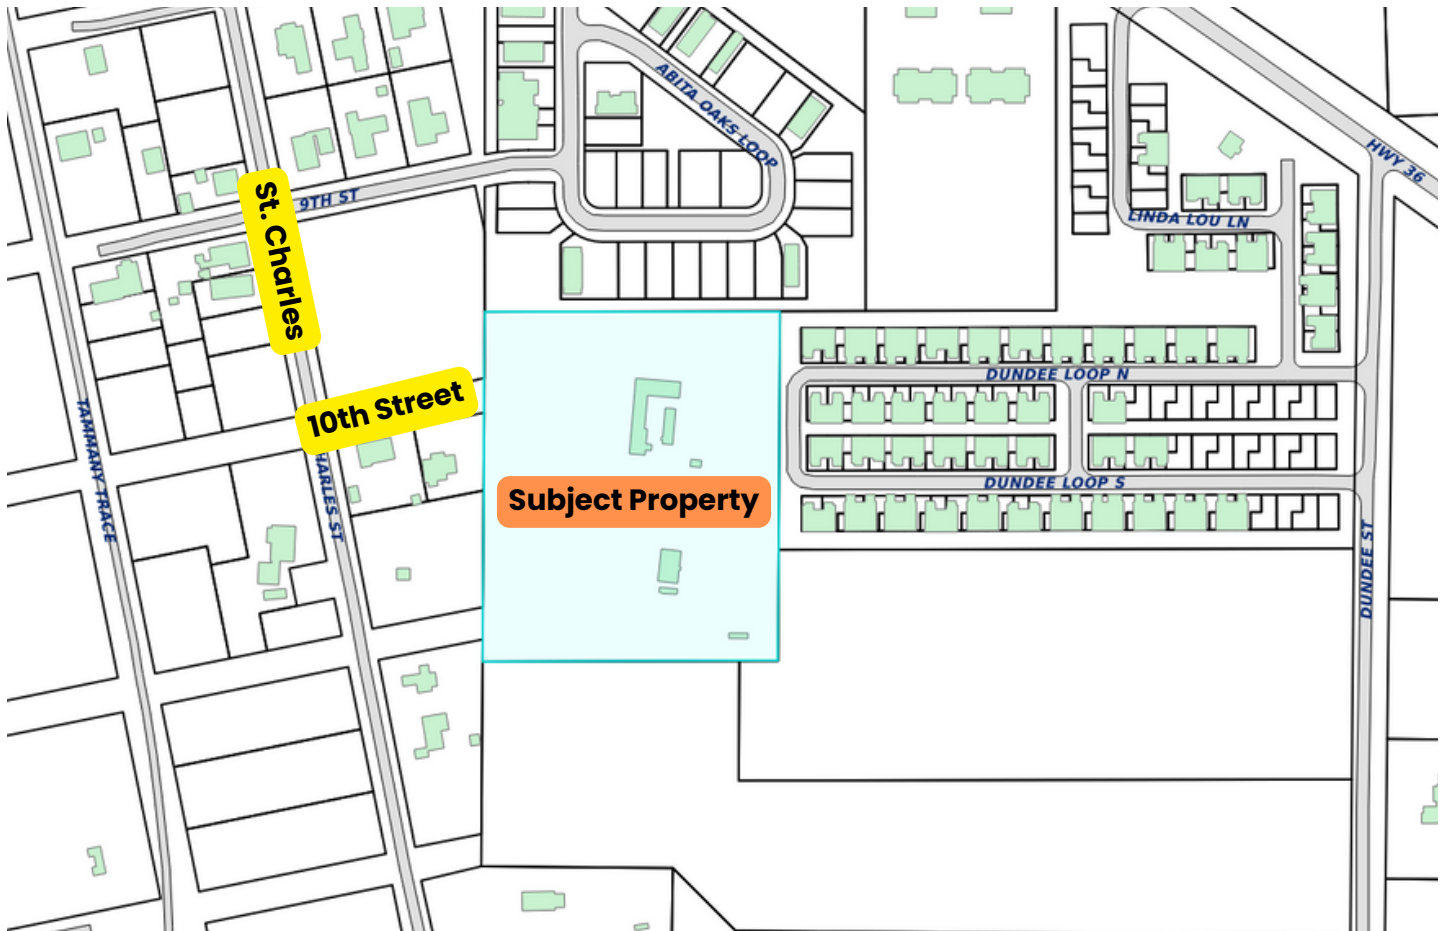 ABITA OAKS LOOP
HWY 36
St. Charles
9TH ST
LINDA LOU LN
10th Street
DUNDEE LOOP N
TAMMANY TRACE
HARLES ST
Subject Property
DUNDEE LOOP S
DUNDEE ST